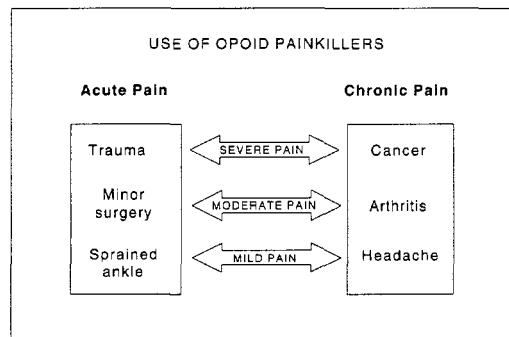 USE OF OPOID PAINKILLERS
Acute Pain
Chronic Pain
Trauma
SEVERE PAIN
Cancer
Minor
surgery
MODERATE PAIN
Arthritis
Sprained
ankle
MILD PAIN
Headache